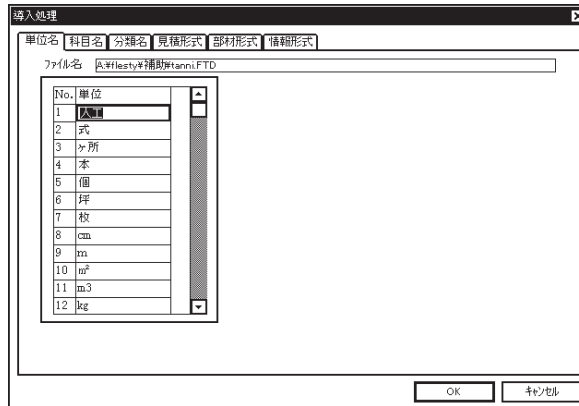 導入処理
単位名 科目名 分類名 見積形式 部材形式 情報形式
ファイル名 A:¥flesty¥補助¥tanni.FTD
No. 単位
1 人工
2 式
3 ヶ所
4 本
5 個
6 坪
7 枚
8 cm
9 m
10 m²
11 m3
12 kg
OK キャンセル